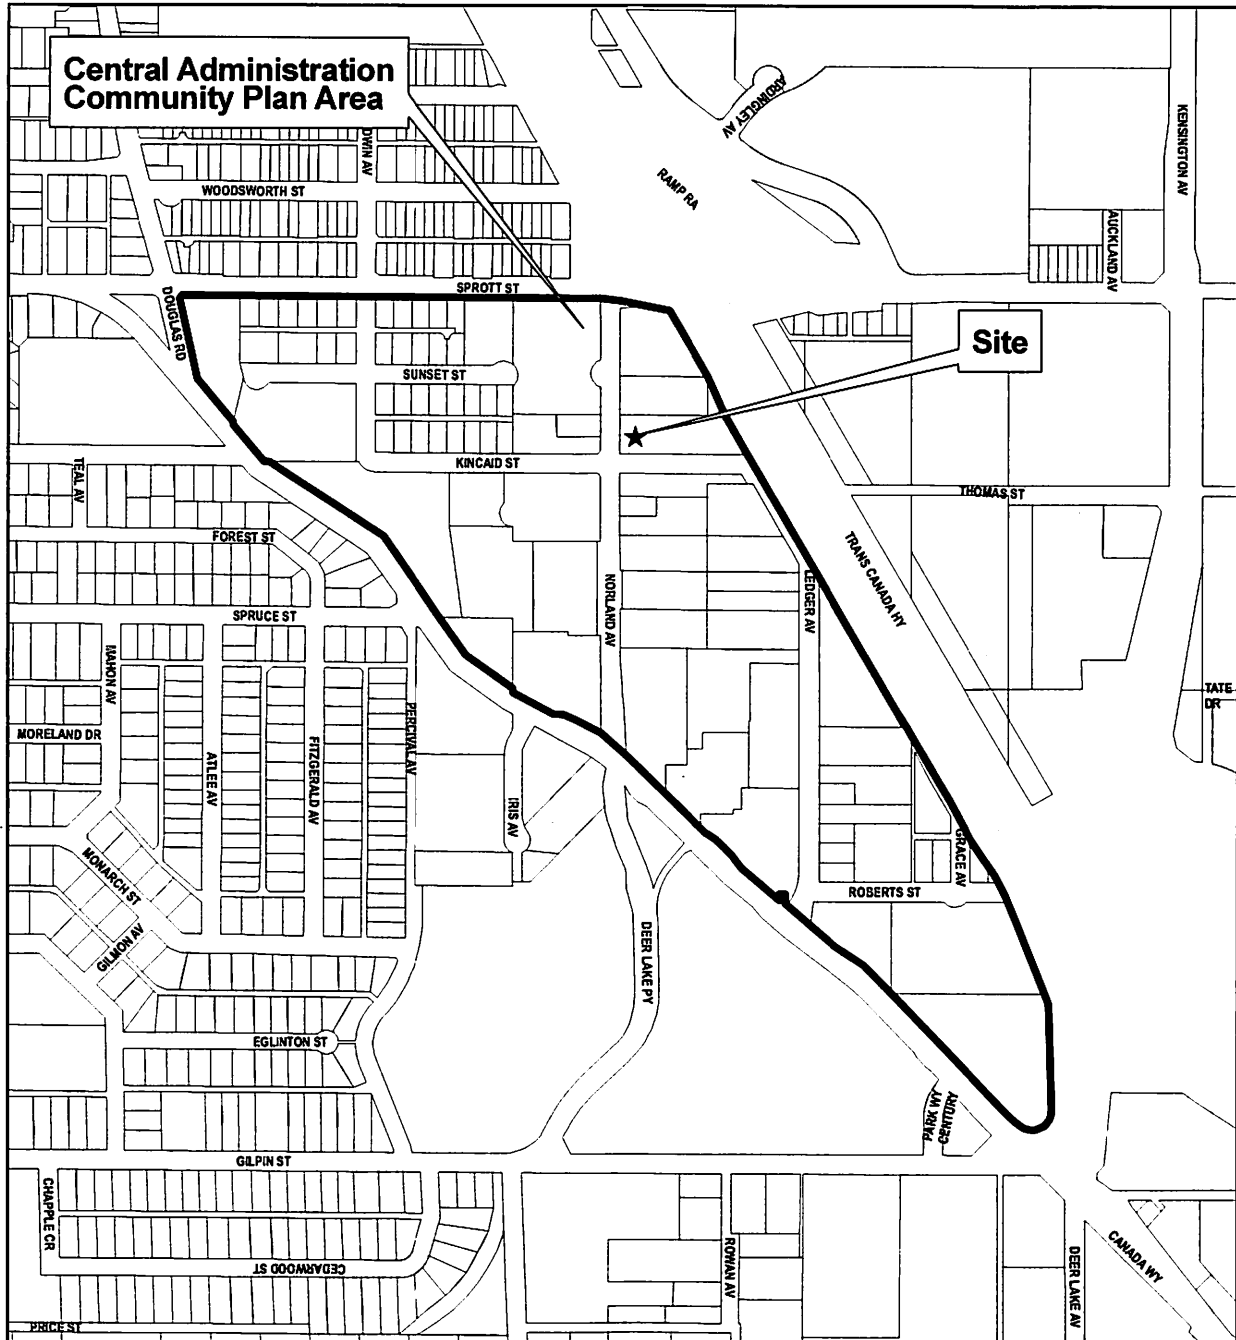 Central Administration
Community Plan Area
DWIN AV
ARDINGLEY AV
KENSINGTON AV
WOODSWORTH ST
RAMP RA
AUCKLAND AV
SPROTT ST
DOUGLAS RD
Site
SUNSET ST
KINCAID ST
TEAL AV
THOMAS ST
FOREST ST
TRANS CANADA HY
NORLAND AV
LEDGER AV
SPRUCE ST
MAHON AV
TATE
DR
PERCIVAL AV
MORELAND DR
ATLEE AV
FITZGERALD AV
IRIS AV
GRACE AV
MONARCH ST
ROBERTS ST
GILMON AV
DEER LAKE PY
EGLINTON ST
PARK WY
CENTURY
GILPIN ST
CHAPPLE CR
CEDARWOOD ST
ROWAN AV
DEER LAKE AV
CANADA WY
PRICE ST